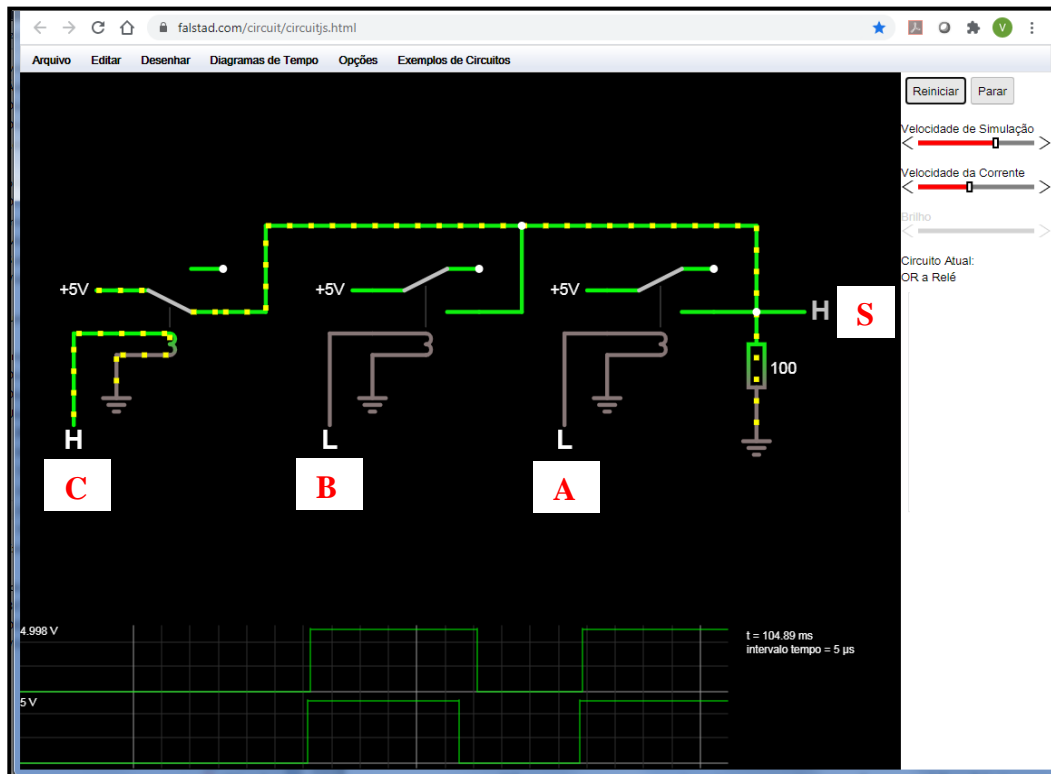 falstad.com/circuit/circuitjs.html
V
Arquivo Editar Desenhar Diagramas de Tempo Opções Exemplos de Circuitos
Reiniciar Parar
Velocidade de Simulação
Velocidade da Corrente
Brilho
Circuito Atual:
OR a Relé
+5V +5V +5V
H S
100
H L L
C B A
4.998 V
t = 104.89 ms
intervalo tempo = 5 µs
5 V